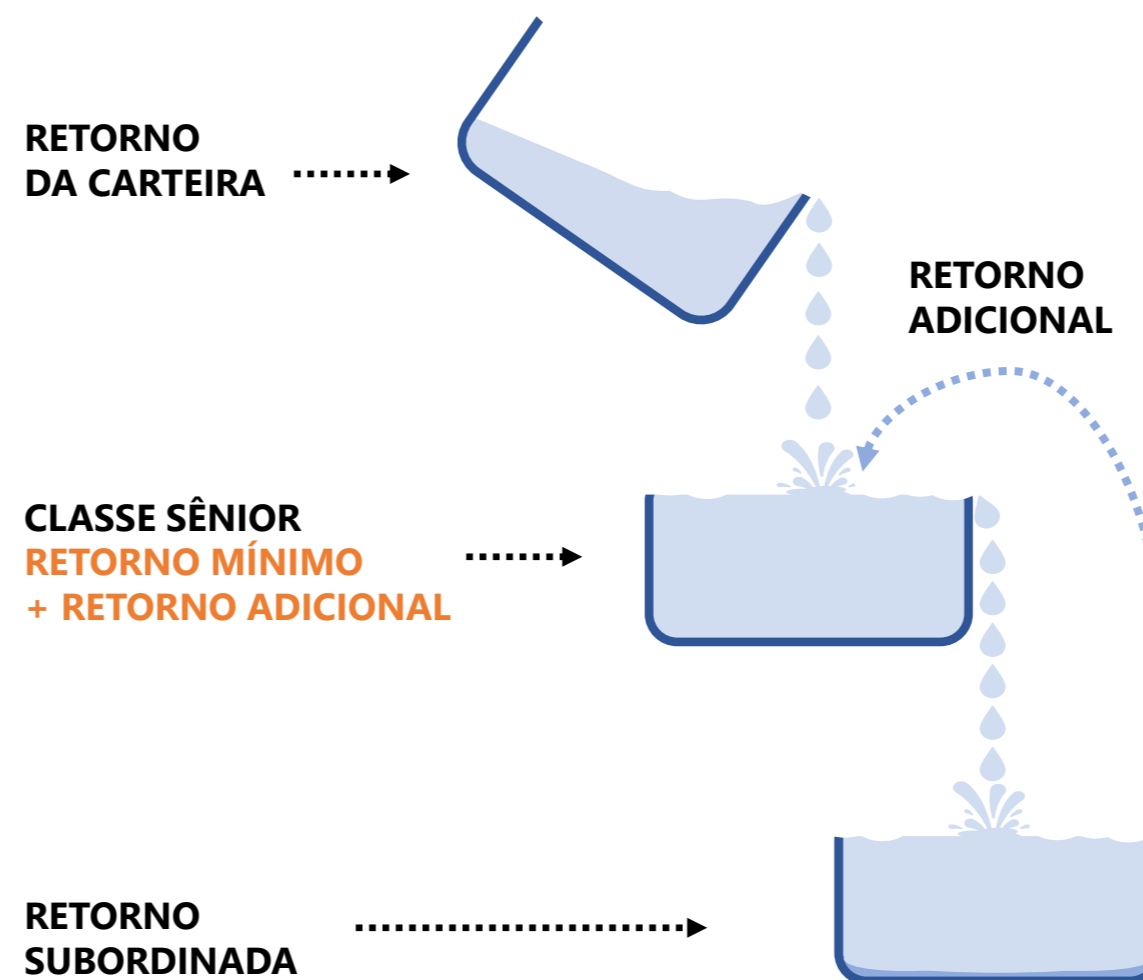 RETORNO
DA CARTEIRA
RETORNO
ADICIONAL
CLASSE SÊNIOR
RETORNO MÍNIMO
+ RETORNO ADICIONAL
RETORNO
SUBORDINADA